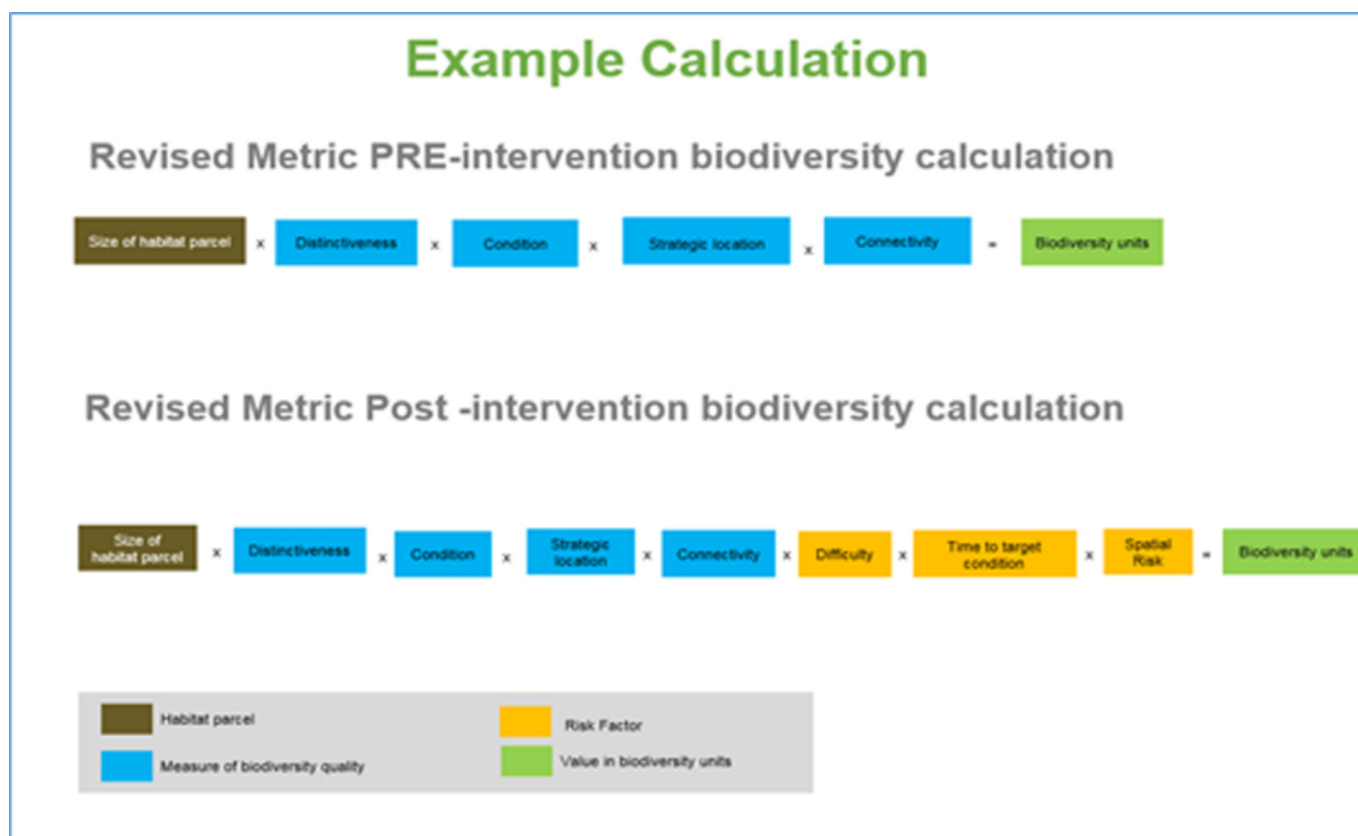 Example Calculation
Revised Metric PRE-intervention biodiversity calculation
Size of habitat parcel x Distinctiveness x Condition x Strategic location x Connectivity = Biodiversity units
Revised Metric Post -intervention biodiversity calculation
Size of
habitat parcel x Distinctiveness x Condition x Strategic
location x Connectivity x Difficulty x Time to target
condition x Spatial
Risk = Biodiversity units
Habitat parcel
Risk Factor
Measure of biodiversity quality
Value in biodiversity units